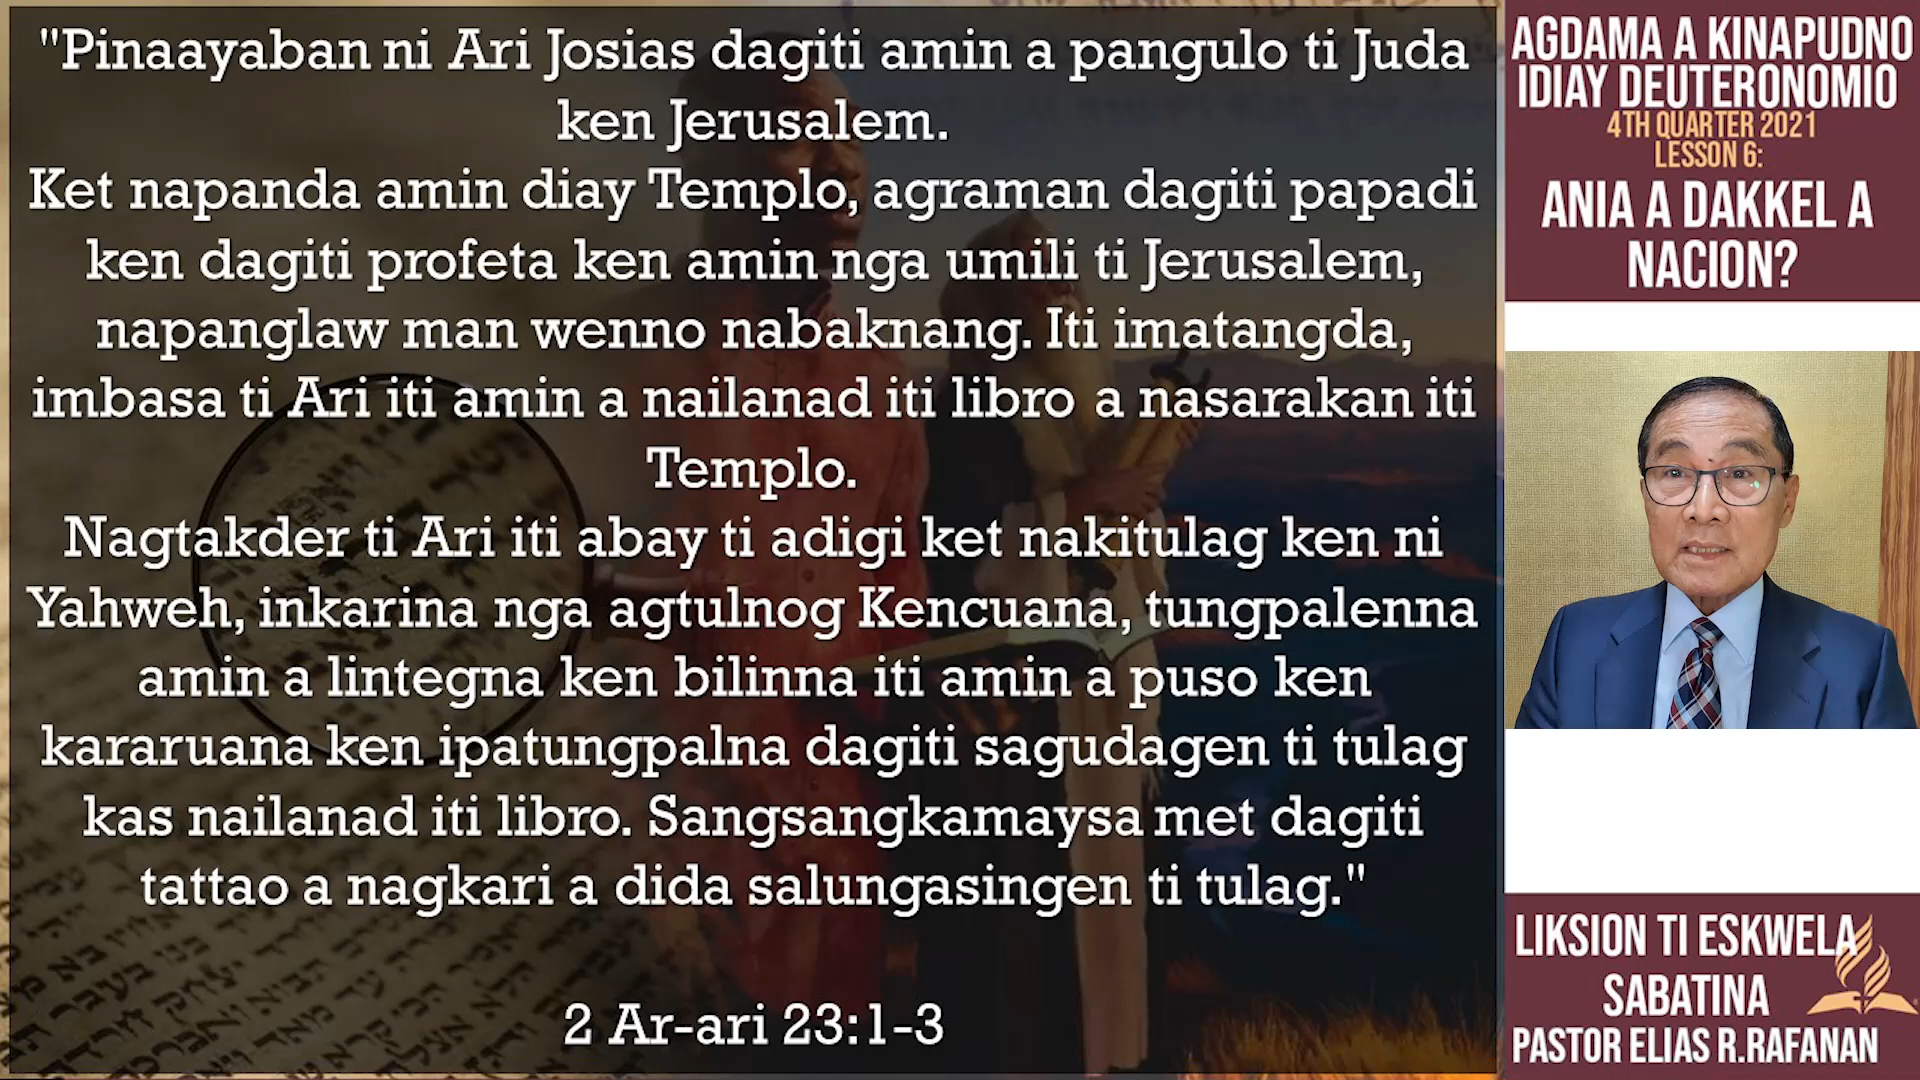 "Pinaayaban ni Ari Josias dagiti amin a pangulo ti Juda
ken Jerusalem.
Ket napanda amin diay Templo, agraman dagiti papadi
ken dagiti profeta ken amin nga umili ti Jerusalem,
napanglaw man wenno nabaknang. Iti imatangda,
imbasa ti Ari iti amin a nailanad iti libro a nasarakan iti
Templo.
Nagtakder ti Ari iti abay ti adigi ket nakitulag ken ni
Yahweh, inkarina nga agtulnog Kencuana, tungpalenna
amin a lintegna ken bilinna iti amin a puso ken
kararuana ken ipatungpalna dagiti sagudagen ti tulag
kas nailanad iti libro. Sangsangkamaysa met dagiti
tattao a nagkari a dida salungasingen ti tulag."
2 Ar-ari 23:1-3
AGDAMA A KINAPUDNO
IDIAY DEUTERONOMIO
4TH QUARTER 2021
LESSON 6:
ANIA A DAKKEL A
NACION?
LIKSION TI ESKWELA
SABATINA
PASTOR ELIAS R.RAFANAN